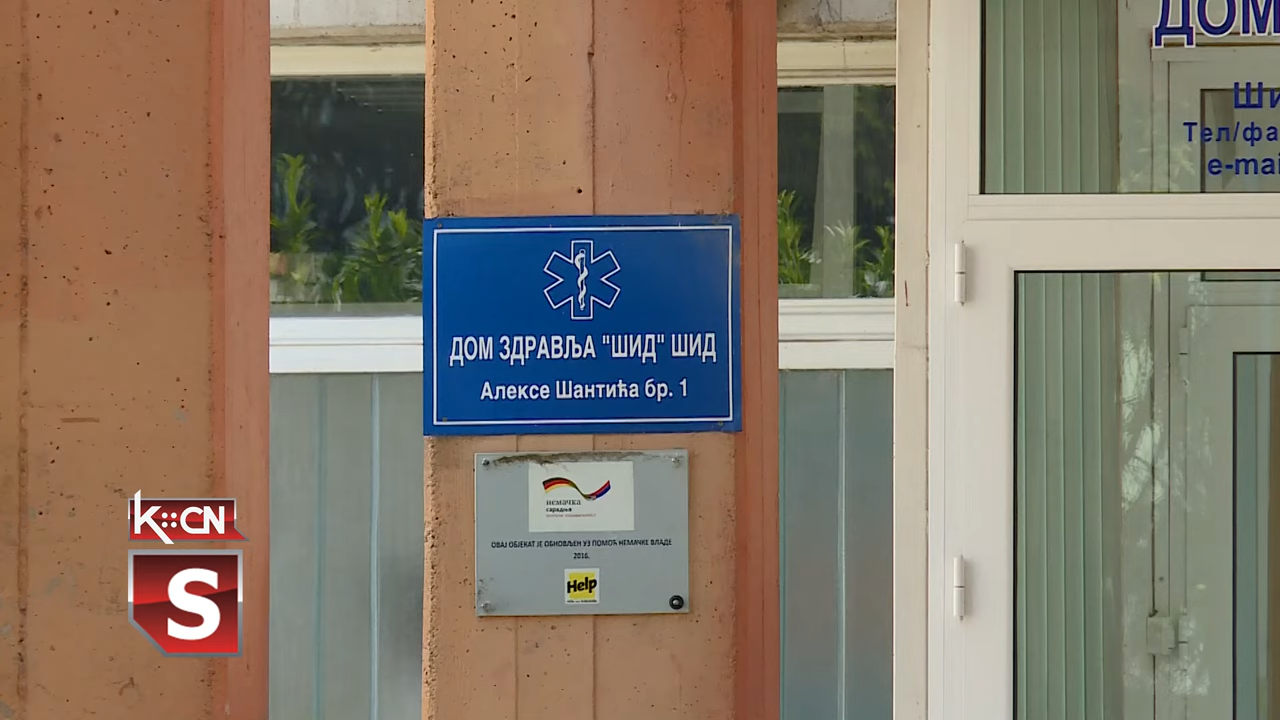 ДОМ ЗДРАВЉА "ШИД" ШИД
Алексе Шантића бр. 1
немачка
сарадња
ОВАЈ ОБЈЕКАТ ЈЕ ОБНОВЉЕН УЗ ПОМОЋ НЕМАЧКЕ ВЛАДЕ
2016.
Help
ДОМ
Ши
Тел/фа
e-mai
K::CN
S